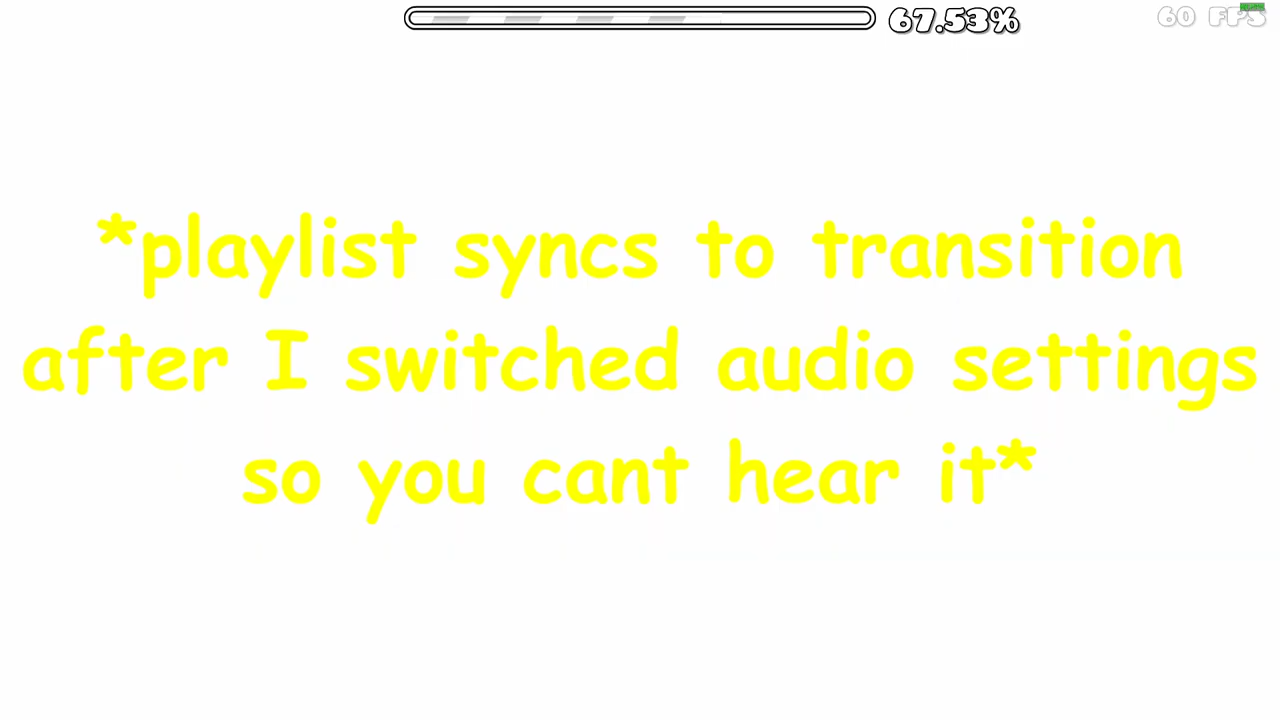 67.53%
60 FPS
*playlist syncs to transition
after I switched audio settings
so you cant hear it*